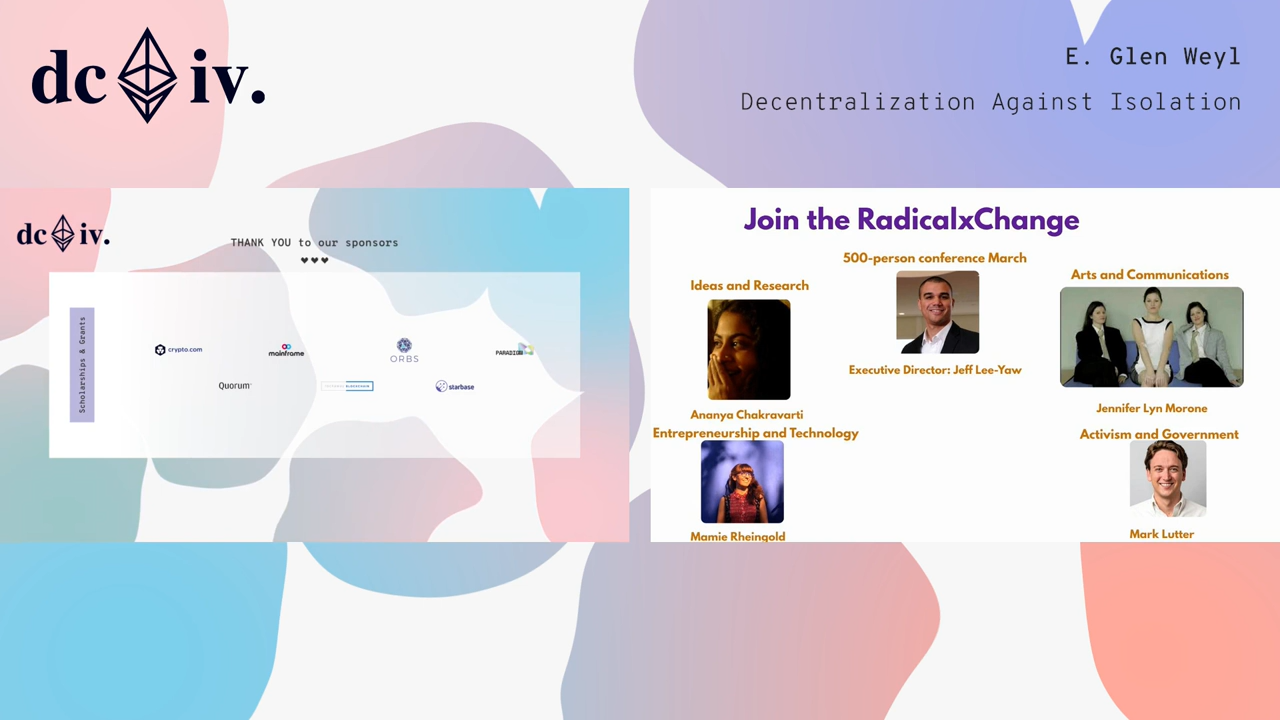 dc iv.
E. Glen Weyl
Decentralization Against Isolation
dc iv.
THANK YOU to our sponsors
Scholarships & Grants
crypto.com
mainframe
ORBS
Quorum
starbase
Join the RadicalxChange
500-person conference March
Ideas and Research
Arts and Communications
Executive Director: Jeff Lee-Yaw
Ananya Chakravarti
Jennifer Lyn Morone
Entrepreneurship and Technology
Activism and Government
Mamie Rheingold
Mark Lutter